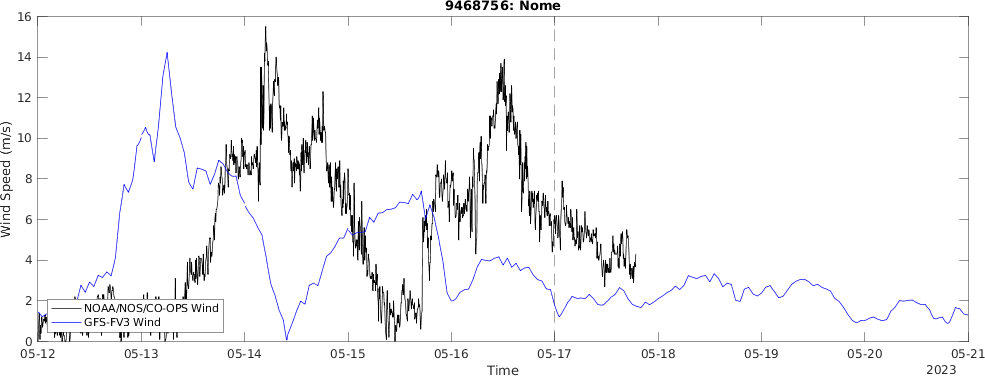 9468756: Nome
Wind Speed (m/s)
16
14
12
10
8
6
4
2
0
NOAA/NOS/CO-OPS Wind
GFS-FV3 Wind
05-12 05-13 05-14 05-15 05-16 05-17 05-18 05-19 05-20 05-21
Time
2023